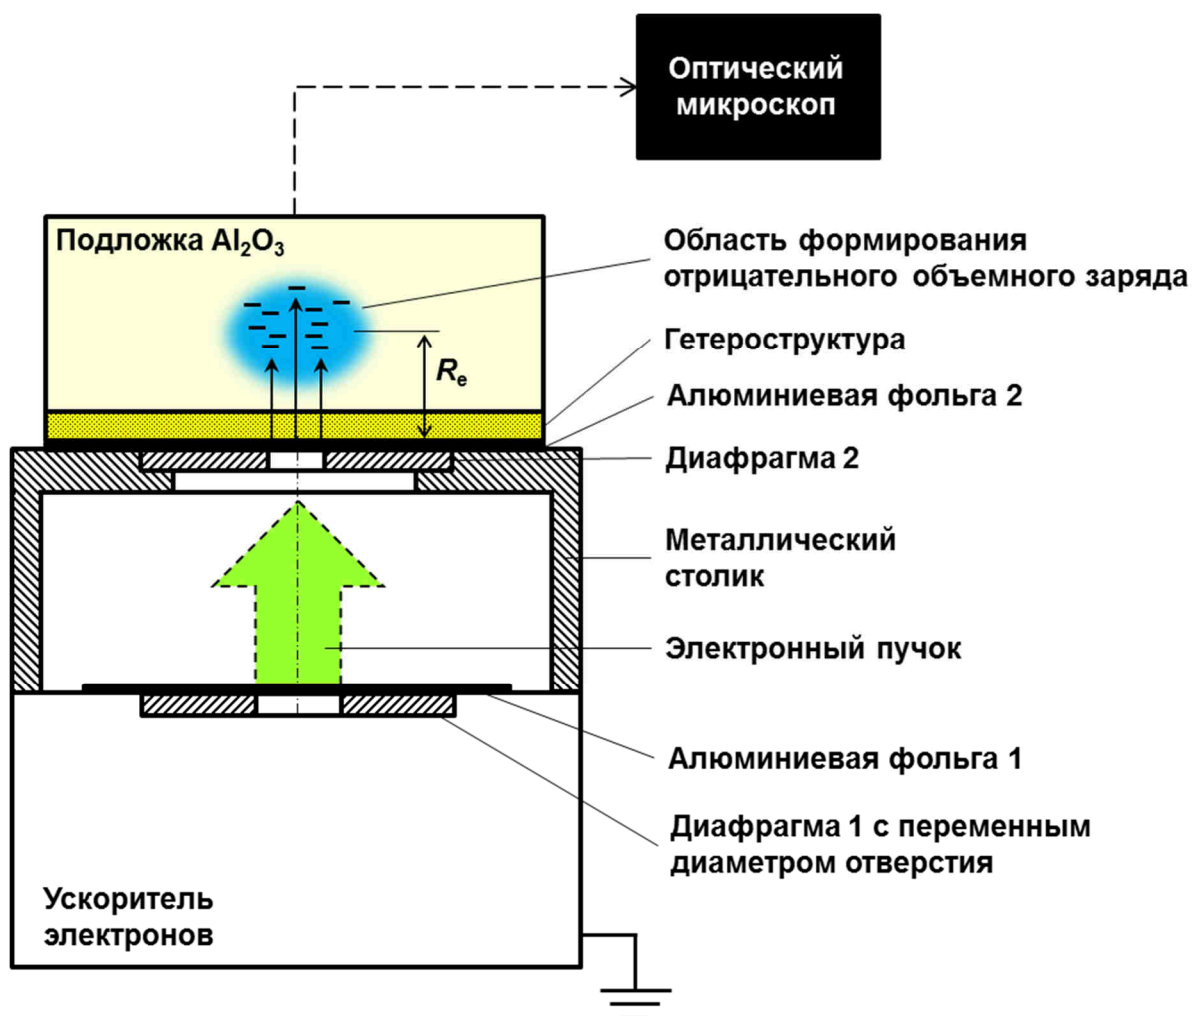 Оптический
микроскоп
Подложка Al₂O₃
Область формирования
отрицательного объемного заряда
Гетероструктура
Rₑ
Алюминиевая фольга 2
Диафрагма 2
Металлический
столик
Электронный пучок
Алюминиевая фольга 1
Диафрагма 1 с переменным
диаметром отверстия
Ускоритель
электронов